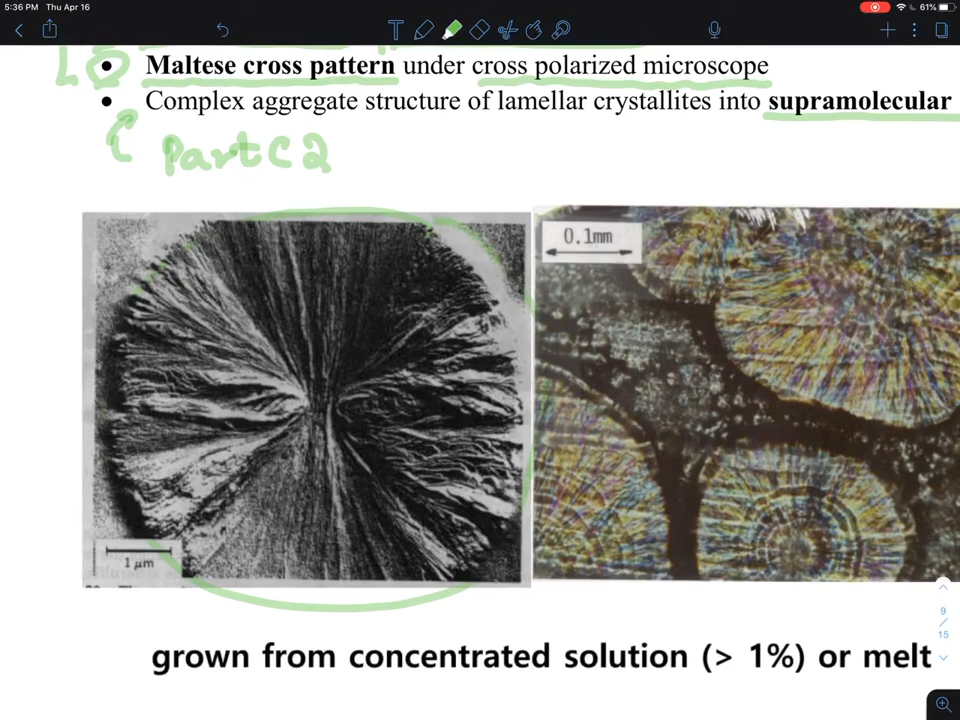 5:36 PM Thu Apr 16
61%
Maltese cross pattern under cross polarized microscope
Complex aggregate structure of lamellar crystallites into supramolecular
Part C 2
0.1mm
1 μm
9
/
15
grown from concentrated solution (> 1%) or melt